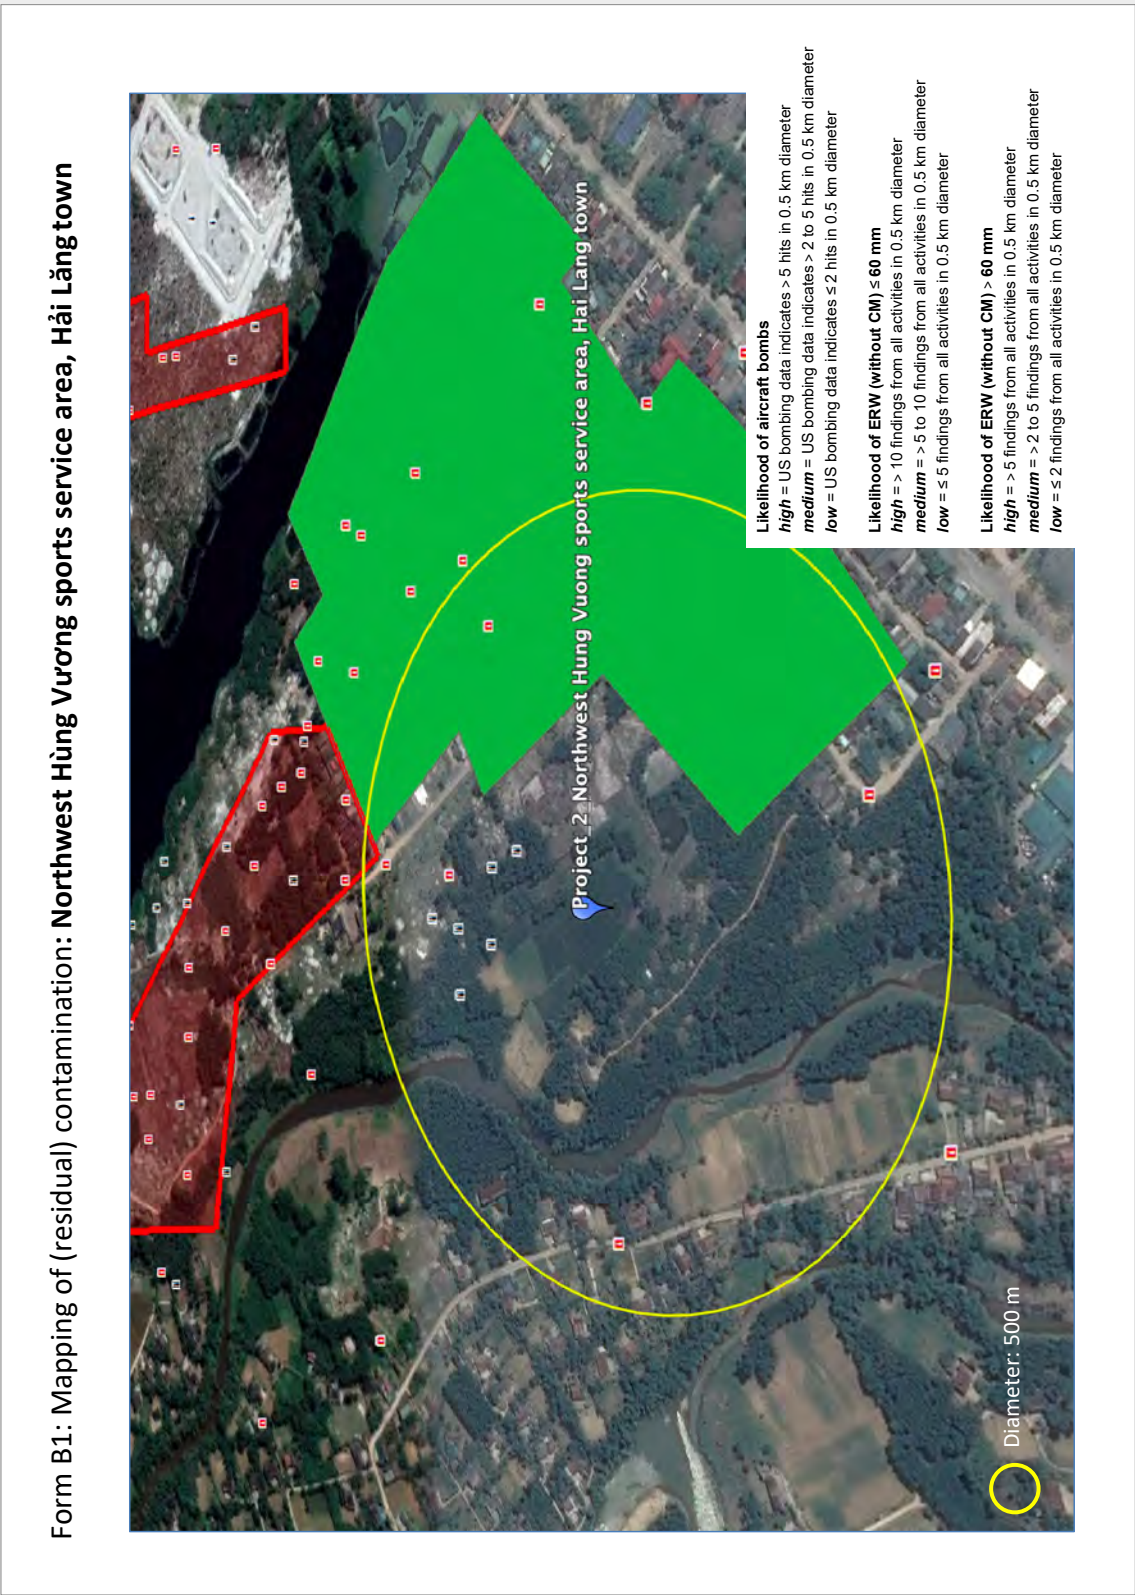 Form B1: Mapping of (residual) contamination: Northwest Hùng Vương sports service area, Hải Lăng town
Project_2_Northwest Hung Vuong sports service area, Hai Lang town
Likelihood of aircraft bombs
high = US bombing data indicates > 5 hits in 0.5 km diameter
medium = US bombing data indicates > 2 to 5 hits in 0.5 km diameter
low = US bombing data indicates ≤ 2 hits in 0.5 km diameter
Likelihood of ERW (without CM) ≤ 60 mm
high = > 10 findings from all activities in 0.5 km diameter
medium = > 5 to 10 findings from all activities in 0.5 km diameter
low = ≤ 5 findings from all activities in 0.5 km diameter
Likelihood of ERW (without CM) > 60 mm
high = > 5 findings from all activities in 0.5 km diameter
medium = > 2 to 5 findings from all activities in 0.5 km diameter
low = ≤ 2 findings from all activities in 0.5 km diameter
Diameter: 500 m